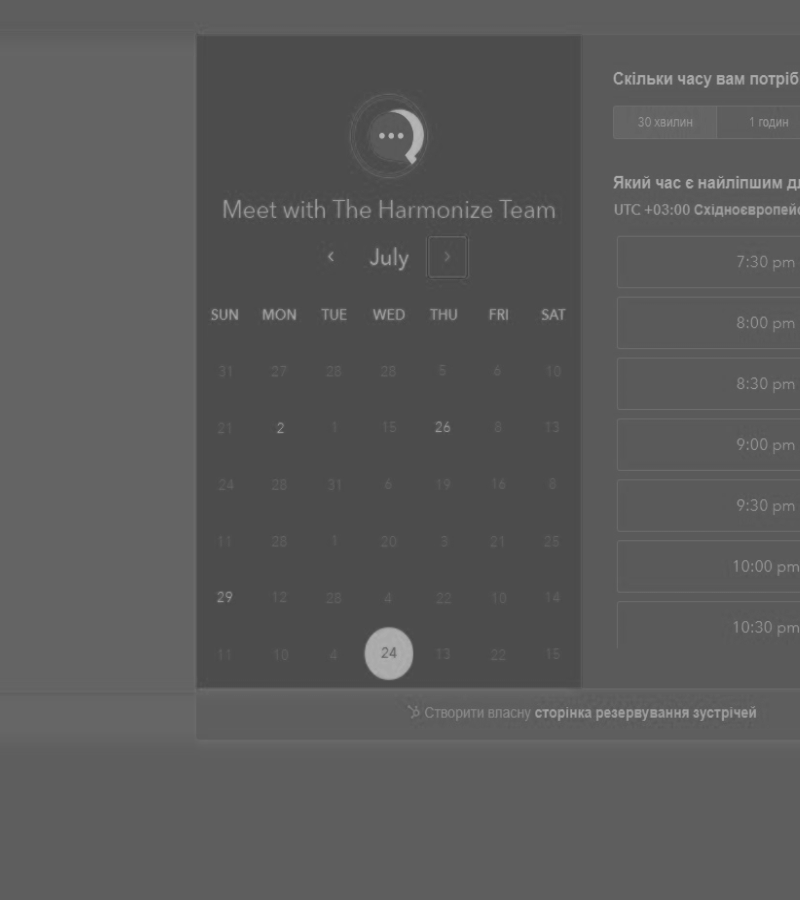 Meet with The Harmonize Team
July
SUN MON TUE WED THU FRI SAT
31 27 28 28 5 6 10
21 2 1 15 26 8 13
24 28 31 6 19 16 8
11 28 1 20 3 21 25
29 12 28 4 22 10 14
11 10 4 24 13 22 15
Скільки часу вам потріб
30 хвилин 1 годин
Який час є найліпшим д
UTC +03:00 Східноєвропей
7:30 pm
8:00 pm
8:30 pm
9:00 pm
9:30 pm
10:00 pm
10:30 pm
Створити власну сторінка резервування зустрічей